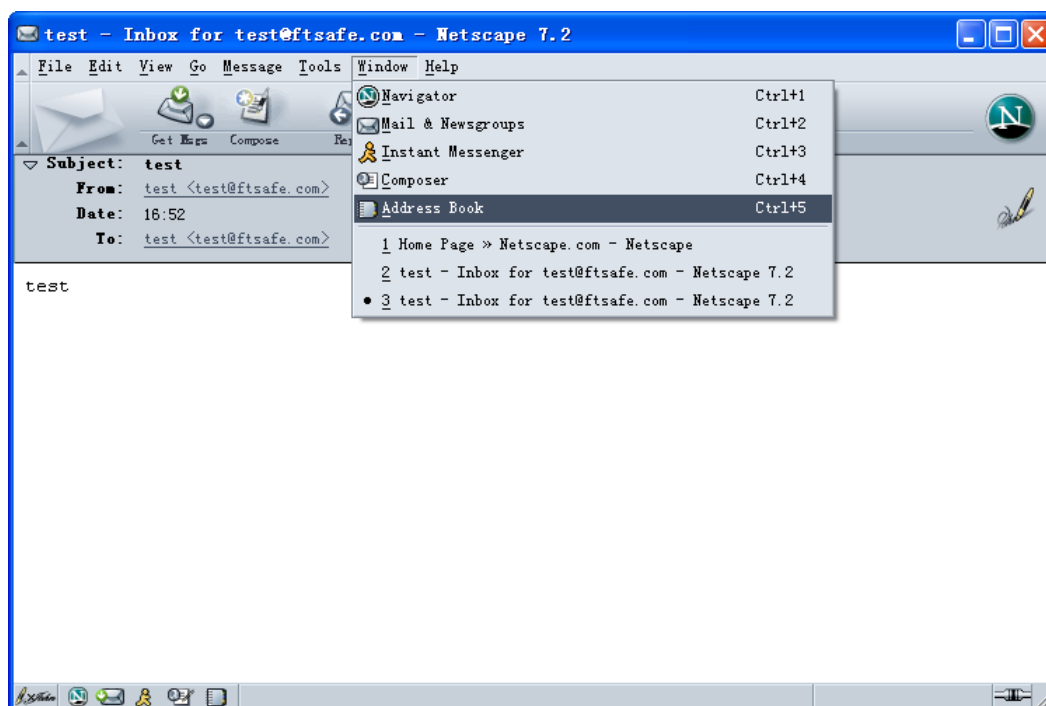 test - Inbox for test@ftsafe.com - Netscape 7.2
File Edit View Go Message Tools Window Help
Get Msgs Compose
Navigator Ctrl+1
Mail & Newsgroups Ctrl+2
Instant Messenger Ctrl+3
Composer Ctrl+4
Address Book Ctrl+5
1 Home Page » Netscape.com - Netscape
2 test - Inbox for test@ftsafe.com - Netscape 7.2
3 test - Inbox for test@ftsafe.com - Netscape 7.2
N
Subject: test
From: test <test@ftsafe.com>
Date: 16:52
To: test <test@ftsafe.com>
test